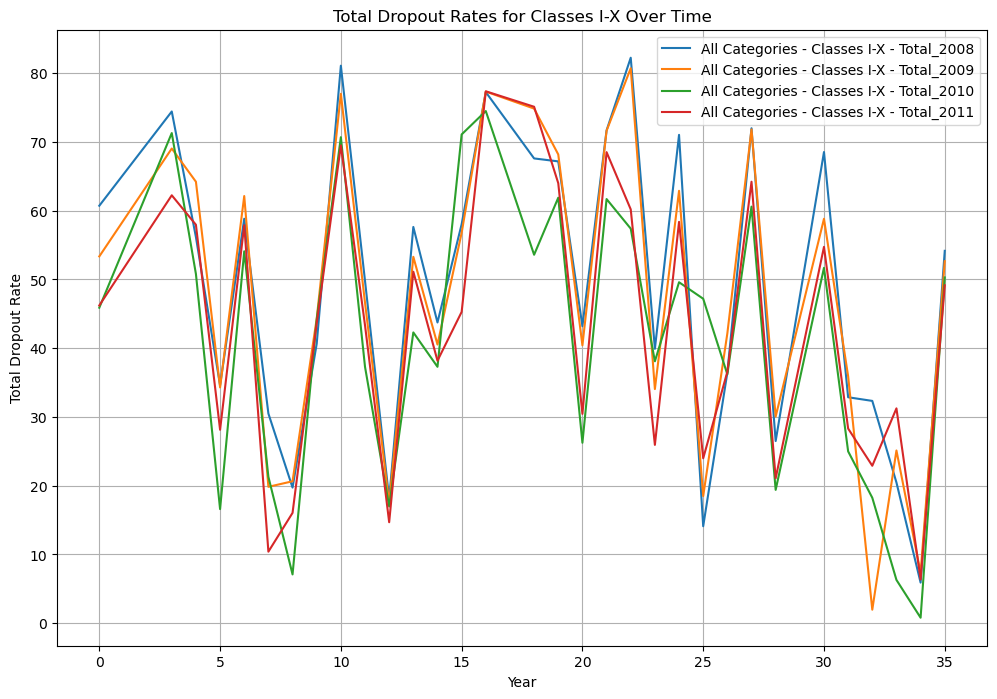 Total Dropout Rates for Classes I-X Over Time
All Categories - Classes I-X - Total_2008
All Categories - Classes I-X - Total_2009
All Categories - Classes I-X - Total_2010
All Categories - Classes I-X - Total_2011
Total Dropout Rate
80
70
60
50
40
30
20
10
0
0 5 10 15 20 25 30 35
Year